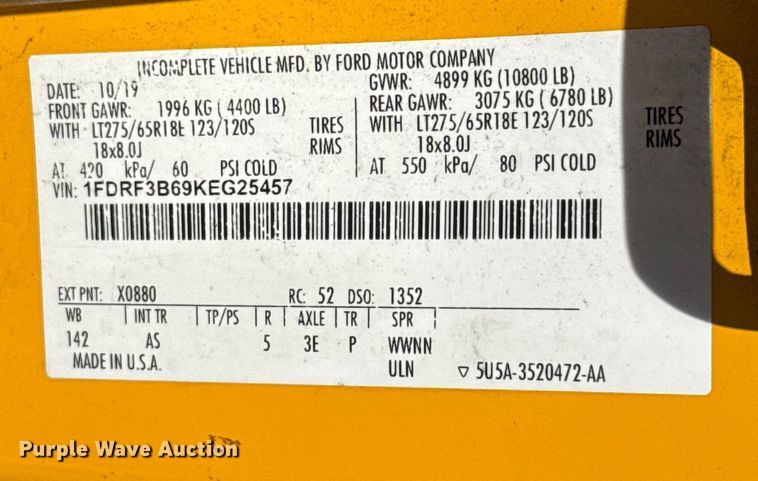 INCOMPLETE VEHICLE MFD. BY FORD MOTOR COMPANY
DATE: 10/19 GVWR: 4899 KG (10800 LB)
FRONT GAWR: 1996 KG ( 4400 LB) REAR GAWR: 3075 KG ( 6780 LB)
WITH LT275/65R18E 123/120S TIRES WITH LT275/65R18E 123/120S TIRES
18x8.0J RIMS 18x8.0J RIMS
AT 420 kPa/ 60 PSI COLD AT 550 kPa/ 80 PSI COLD
VIN: 1FDRF3B69KEG25457
EXT PNT: X0880 RC: 52 DSO: 1352
WB INT TR TP/PS R AXLE TR SPR
142 AS 5 3E P WWNN
MADE IN U.S.A. ULN ▽ 5U5A-3520472-AA
Purple Wave Auction